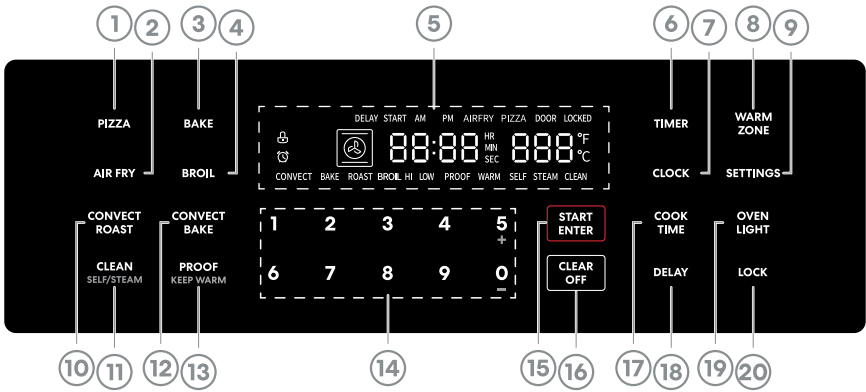 1 2 3 4 5 6 7 8 9
DELAY START AM PM AIRFRY PIZZA DOOR LOCKED
PIZZA BAKE 88:88 HR MIN SEC 888 °F °C TIMER WARM ZONE
AIR FRY BROIL CLOCK SETTINGS
CONVECT BAKE ROAST BROIL HI LOW PROOF WARM SELF STEAM CLEAN
CONVECT ROAST
CONVECT BAKE
1 2 3 4 5
+
START
ENTER
COOK TIME
OVEN LIGHT
CLEAN
SELF/STEAM
PROOF
KEEP WARM
6 7 8 9 0
–
CLEAR
OFF
DELAY
LOCK
10 11 12 13 14 15 16 17 18 19 20